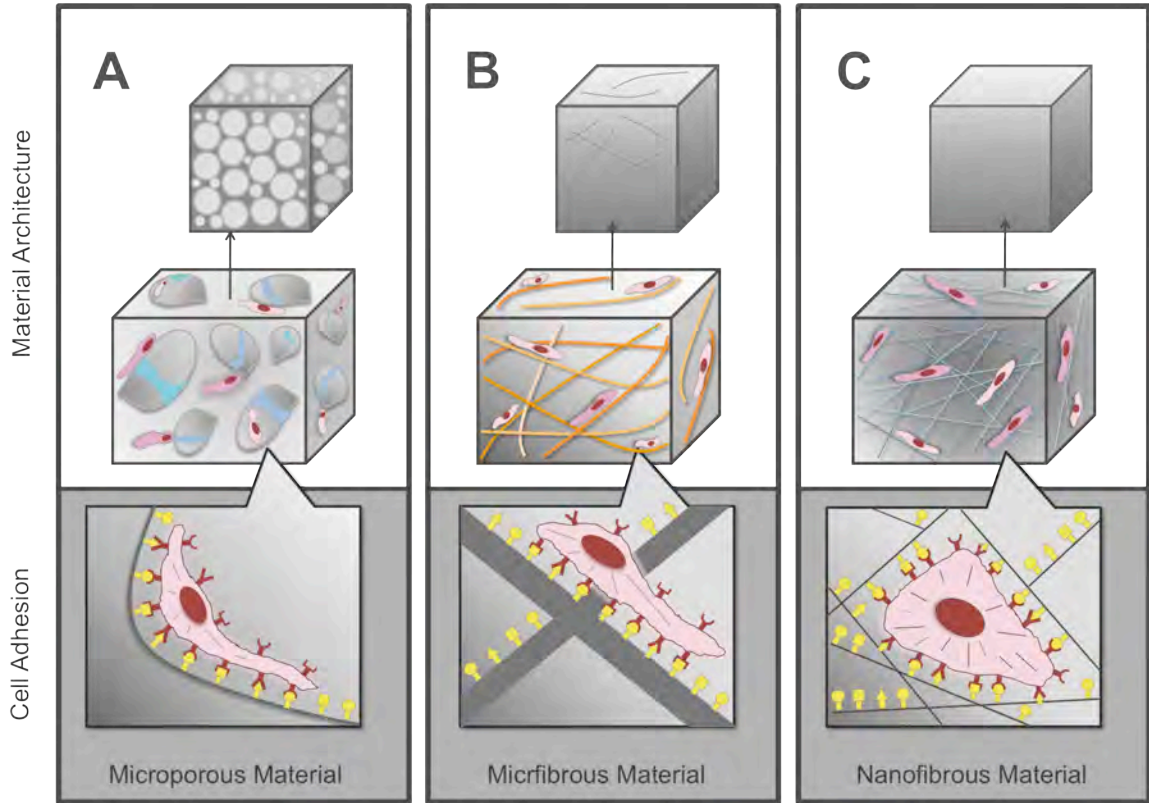 A
B
C
Material Architecture
Cell Adhesion
Microporous Material
Micrfibrous Material
Nanofibrous Material